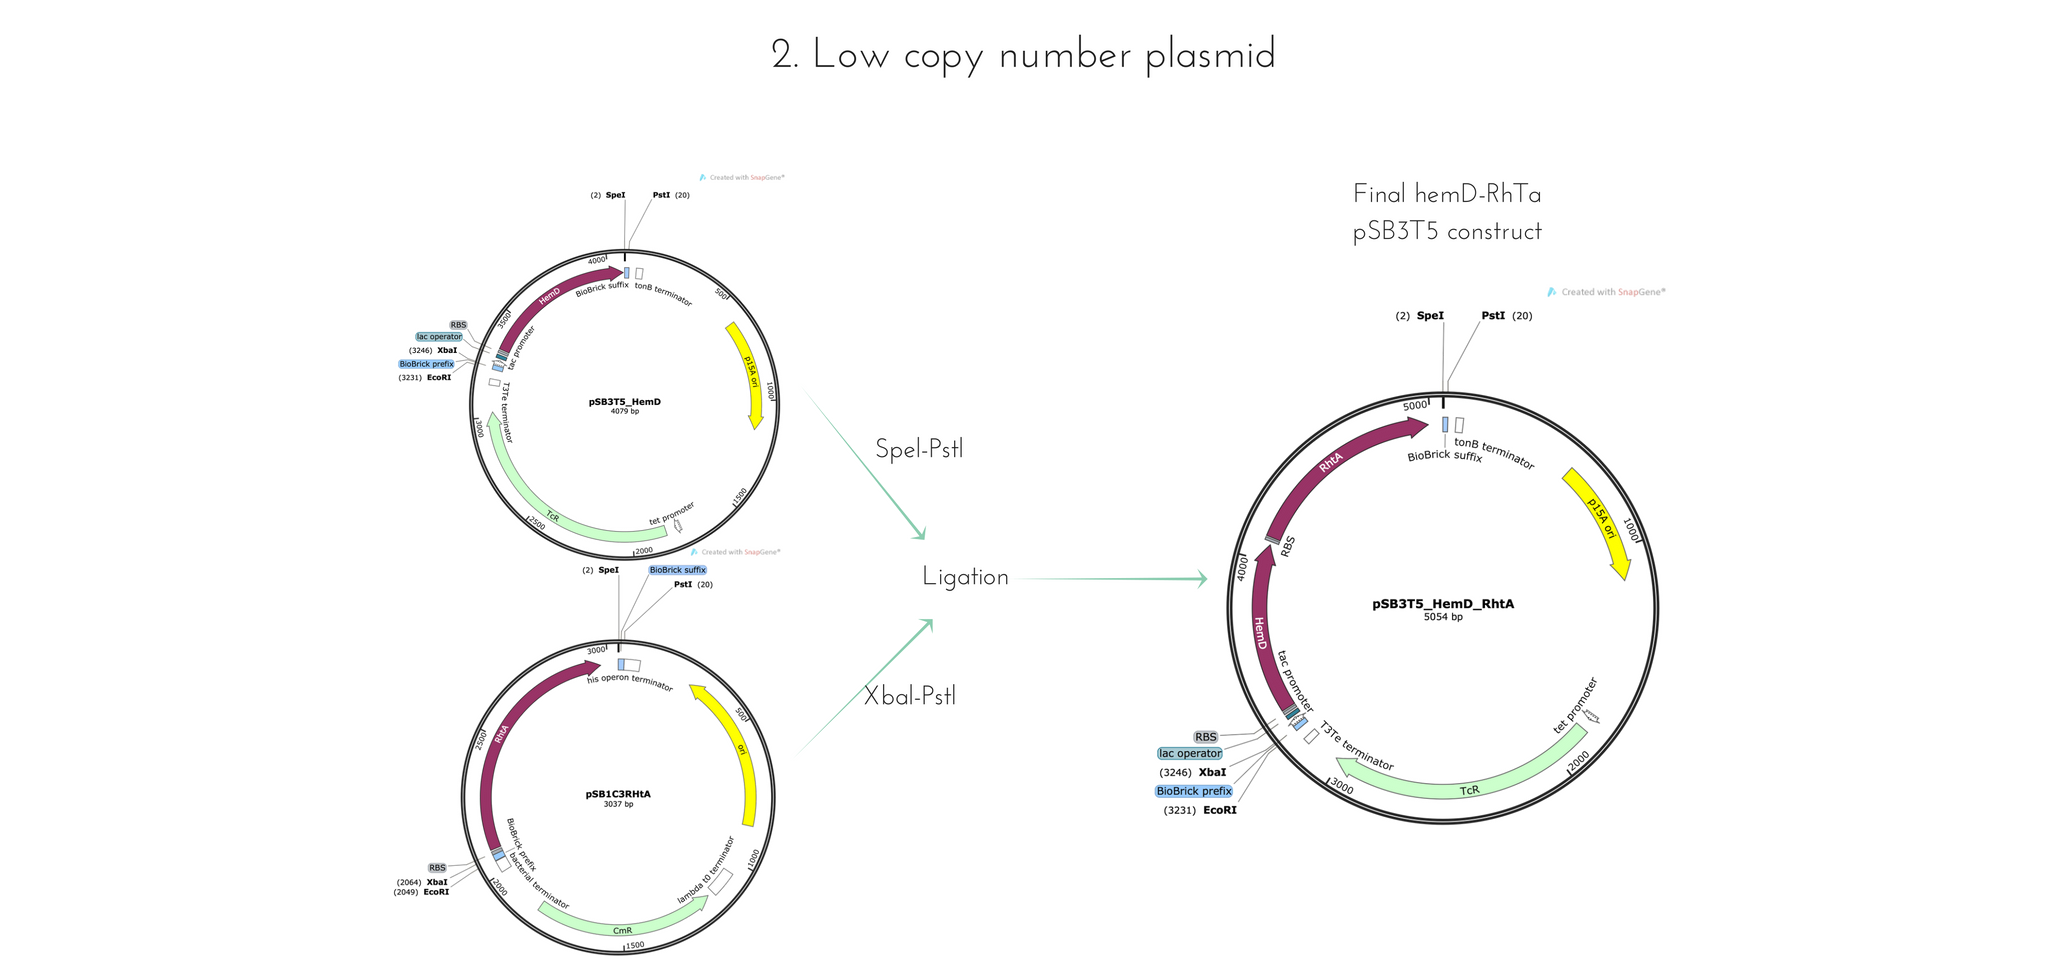 2. Low copy number plasmid
Created with SnapGene®
(2) SpeI
PstI (20)
4000
500
1000
1500
2000
2500
3000
3500
HemD
BioBrick suffix
tonB terminator
p15A ori
RBS
lac operator
(3246) XbaI
BioBrick prefix
(3231) EcoRI
tac promoter
T3Te terminator
pSB3T5_HemD
4079 bp
TcR
tet promoter
Created with SnapGene®
(2) SpeI
BioBrick suffix
PstI (20)
3000
500
1000
1500
2000
2500
his operon terminator
RhtA
ori
pSB1C3RHtA
3037 bp
RBS
(2064) XbaI
(2049) EcoRI
BioBrick prefix
bacterial terminator
lambda t0 terminator
CmR
SpeI-PstI
Ligation
XbaI-PstI
Final hemD-RhTa
pSB3T5 construct
Created with SnapGene®
(2) SpeI
PstI (20)
5000
1000
2000
3000
4000
RhtA
BioBrick suffix
tonB terminator
p15A ori
RBS
HemD
pSB3T5_HemD_RhtA
5054 bp
tac promoter
T3Te terminator
tet promoter
RBS
lac operator
(3246) XbaI
BioBrick prefix
(3231) EcoRI
TcR